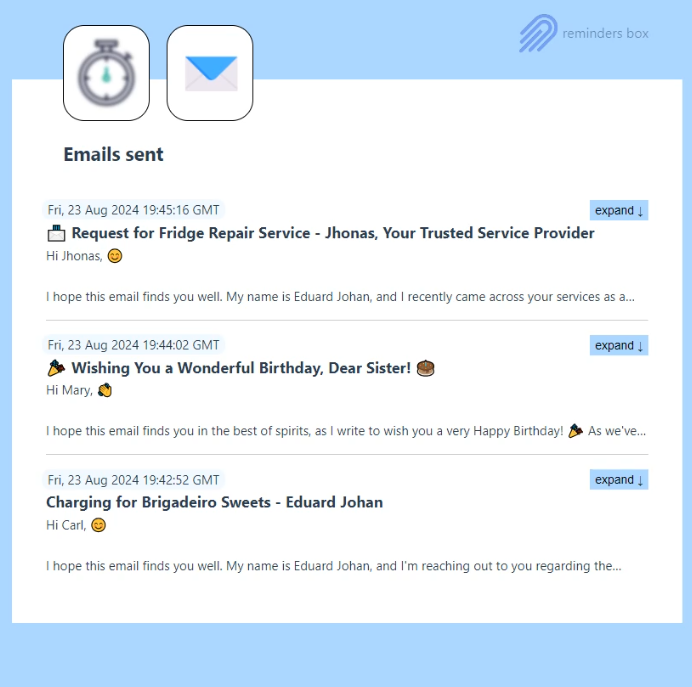 reminders box
Emails sent
Fri, 23 Aug 2024 19:45:16 GMT
expand ↓
Request for Fridge Repair Service - Jhonas, Your Trusted Service Provider
Hi Jhonas, 😊
I hope this email finds you well. My name is Eduard Johan, and I recently came across your services as a...
Fri, 23 Aug 2024 19:44:02 GMT
expand ↓
🎉 Wishing You a Wonderful Birthday, Dear Sister! 🎂
Hi Mary, 👏
I hope this email finds you in the best of spirits, as I write to wish you a very Happy Birthday! 🎉 As we've...
Fri, 23 Aug 2024 19:42:52 GMT
expand ↓
Charging for Brigadeiro Sweets - Eduard Johan
Hi Carl, 😊
I hope this email finds you well. My name is Eduard Johan, and I'm reaching out to you regarding the...